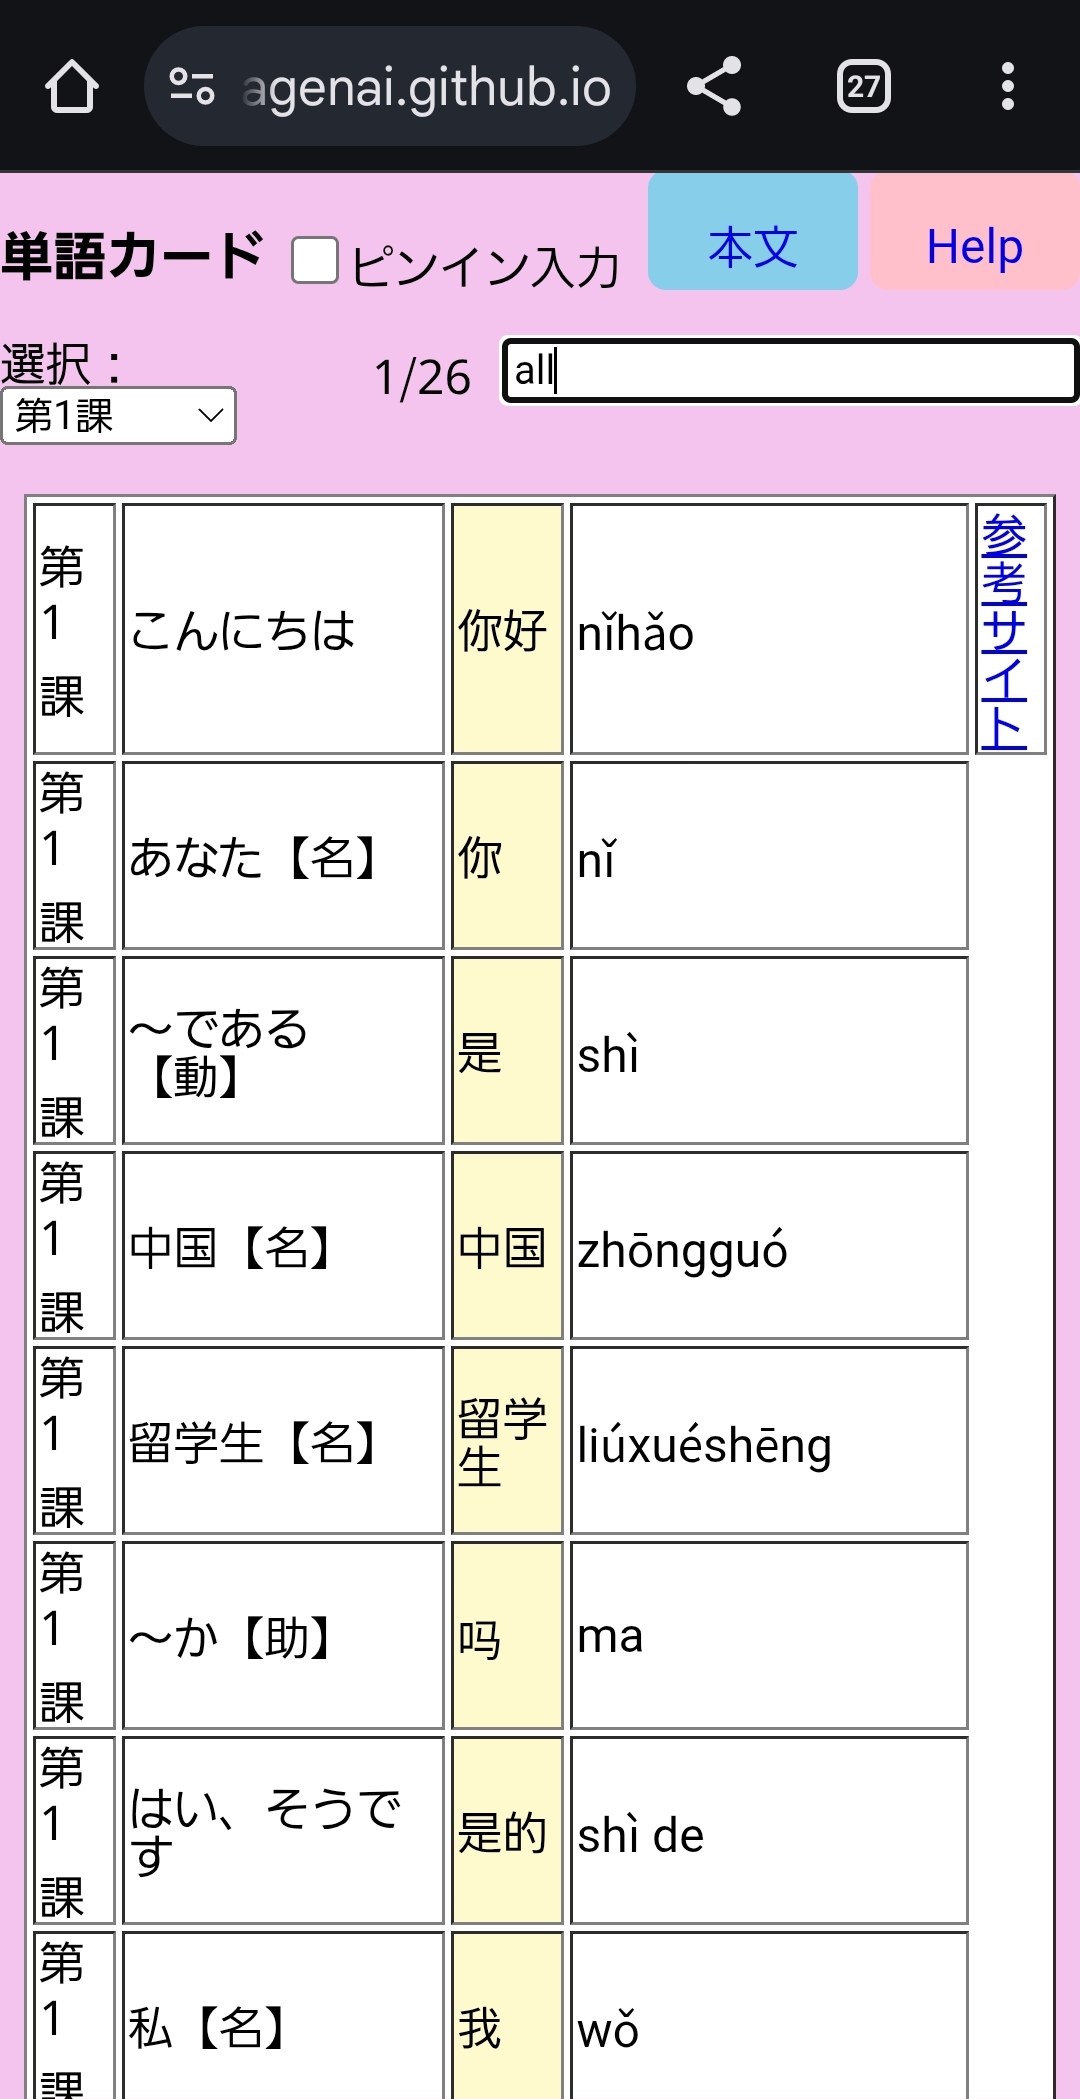 agenai.github.io
27
単語カード
ピンイン入力
本文
Help
選択：
第1課
1/26
all
第
1
課
こんにちは
你好
nǐhǎo
参
考
サ
イ
ト
第
1
課
あなた【名】
你
nǐ
第
1
課
～である
【動】
是
shì
第
1
課
中国【名】
中国
zhōngguó
第
1
課
留学生【名】
留学
生
liúxuéshēng
第
1
課
～か【助】
吗
ma
第
1
課
はい、そうで
す
是的
shì de
第
1
課
私【名】
我
wǒ